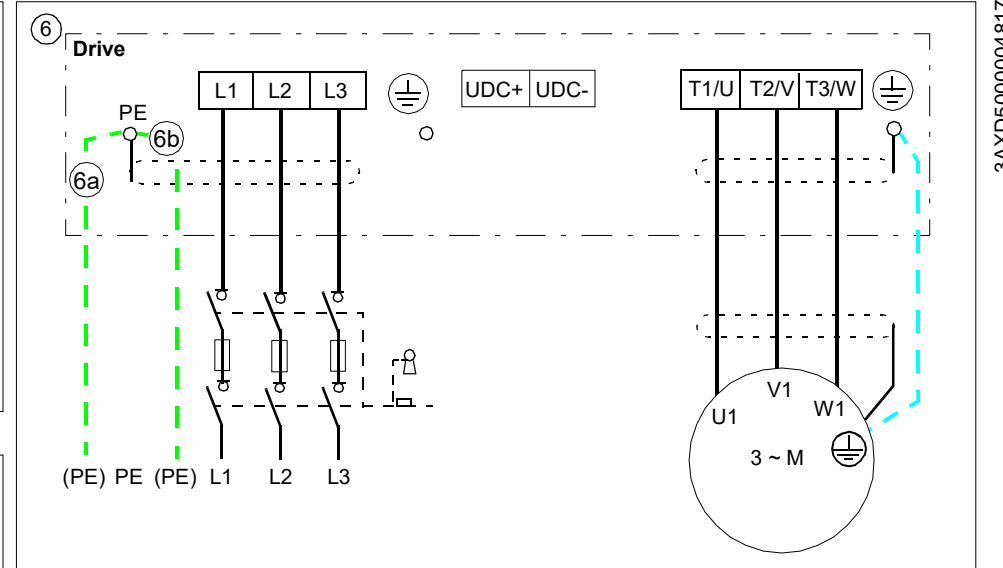 6
Drive
L1 L2 L3 UDC+ UDC- T1/U T2/V T3/W
PE
6b
6a
U1 V1 W1
3 ~ M
(PE) PE (PE) L1 L2 L3